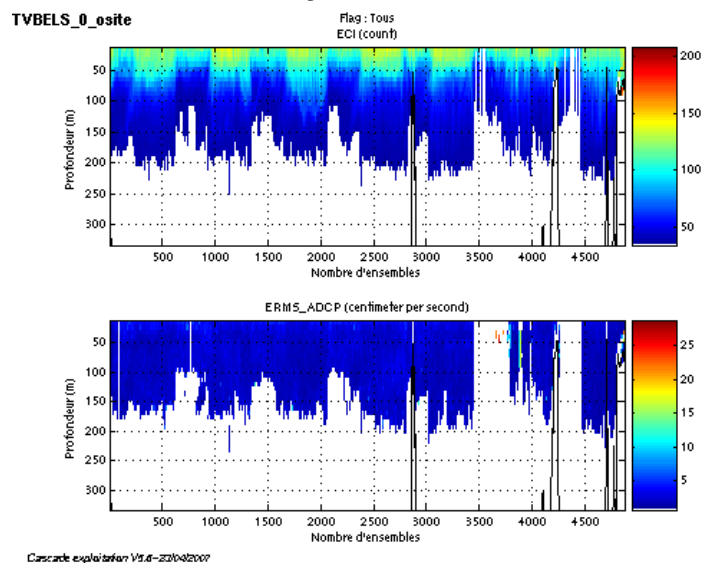 TVBELS_0_osite
Flag : Tous
ECI (count)
50
100
150
200
250
300
Profondeur (m)
500 1000 1500 2000 2500 3000 3500 4000 4500
Nombre d'ensembles
200
150
100
50
ERMS_ADCP (centimeter per second)
50
100
150
200
250
300
Profondeur (m)
500 1000 1500 2000 2500 3000 3500 4000 4500
Nombre d'ensembles
25
20
15
10
5
Cascade exploitation V5.6-23/04/2007